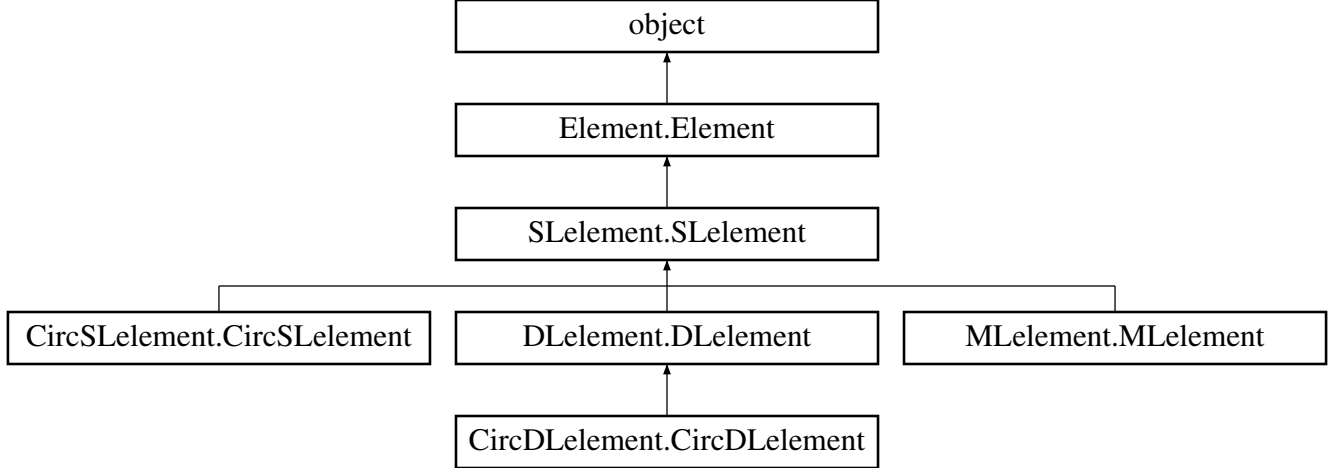 object
Element.Element
SLelement.SLelement
CircSLelement.CircSLelement
DLelement.DLelement
MLelement.MLelement
CircDLelement.CircDLelement